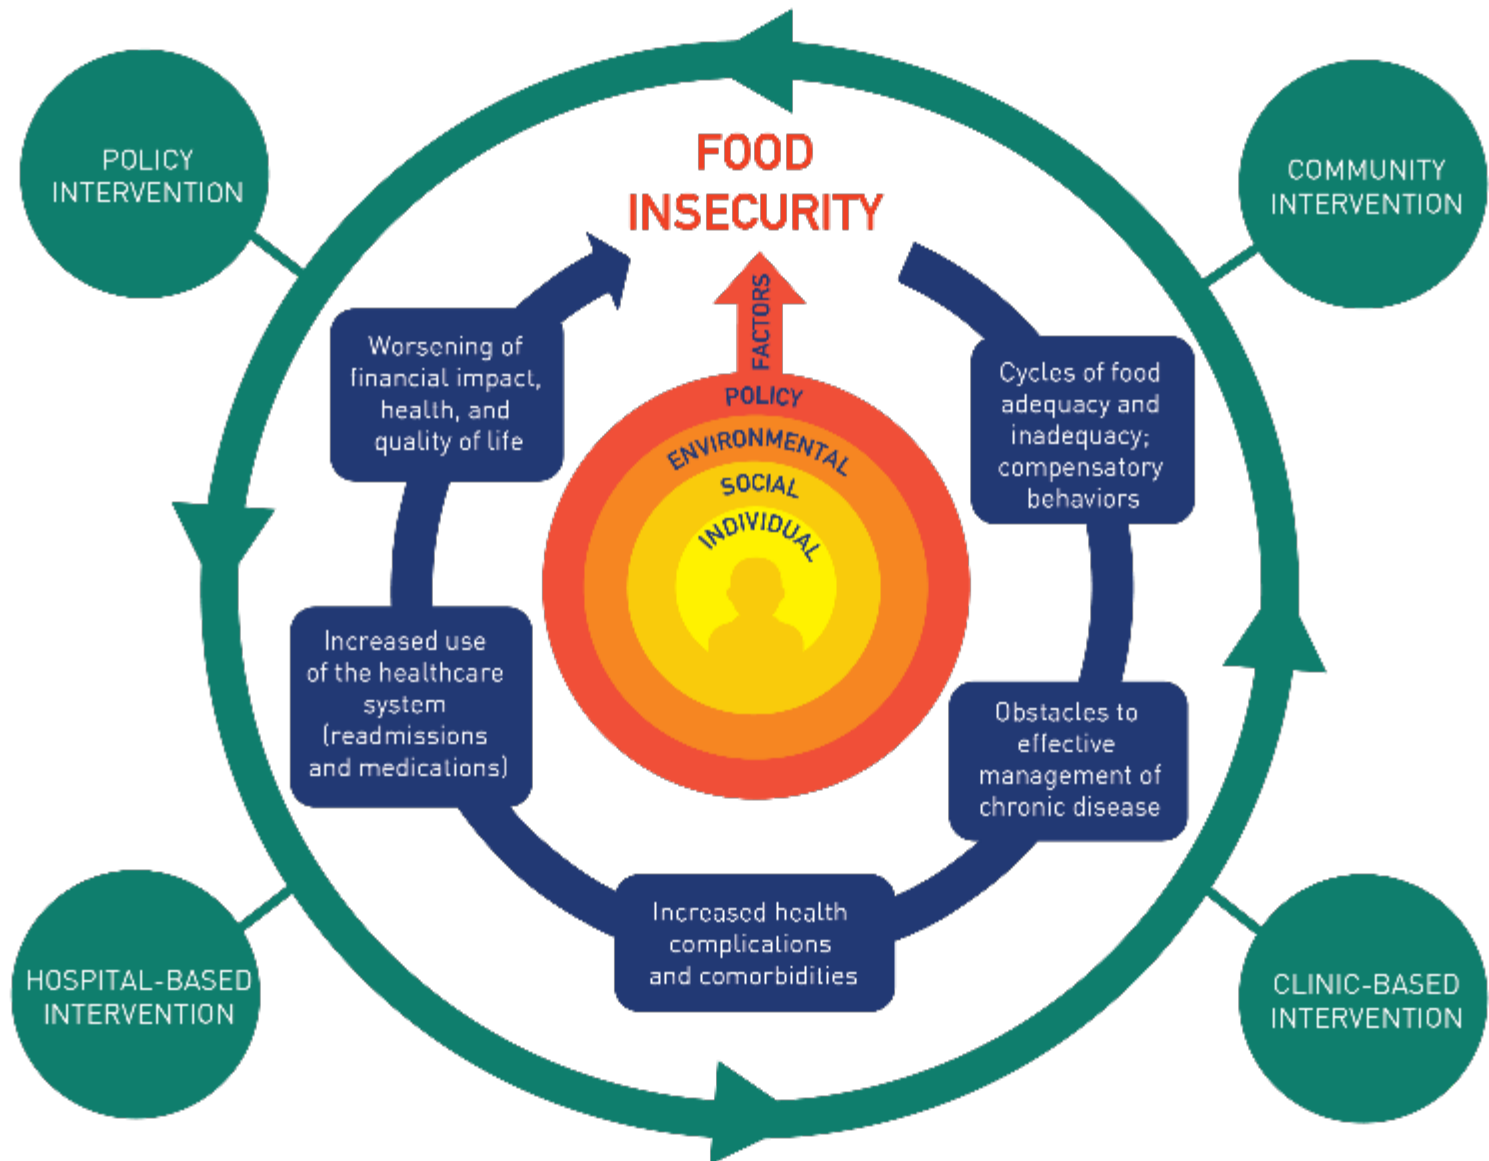 FOOD
INSECURITY
POLICY
INTERVENTION
COMMUNITY
INTERVENTION
FACTORS
POLICY
ENVIRONMENTAL
SOCIAL
INDIVIDUAL
Cycles of food
adequacy and
inadequacy;
compensatory
behaviors
Obstacles to
effective
management of
chronic disease
Increased health
complications
and comorbidities
Increased use
of the healthcare
system
(readmissions
and medications)
Worsening of
financial impact,
health, and
quality of life
HOSPITAL-BASED
INTERVENTION
CLINIC-BASED
INTERVENTION